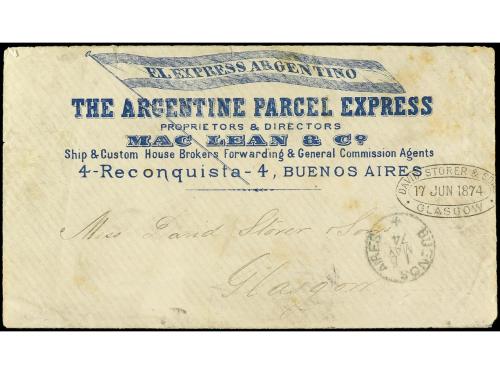 EL EXPRESS ARGENTINO
THE ARGENTINE PARCEL EXPRESS
PROPRIETORS & DIRECTORS
MAC LEAN & Cº
Ship & Custom House Brokers Forwarding & General Commission Agents
4-Reconquista-4, BUENOS AIRES
DAVID STORER & S
17 JUN 1874
GLASGOW
BUENOS AIRES
MAY
74
Mess David Storer & Sons
Glasgow